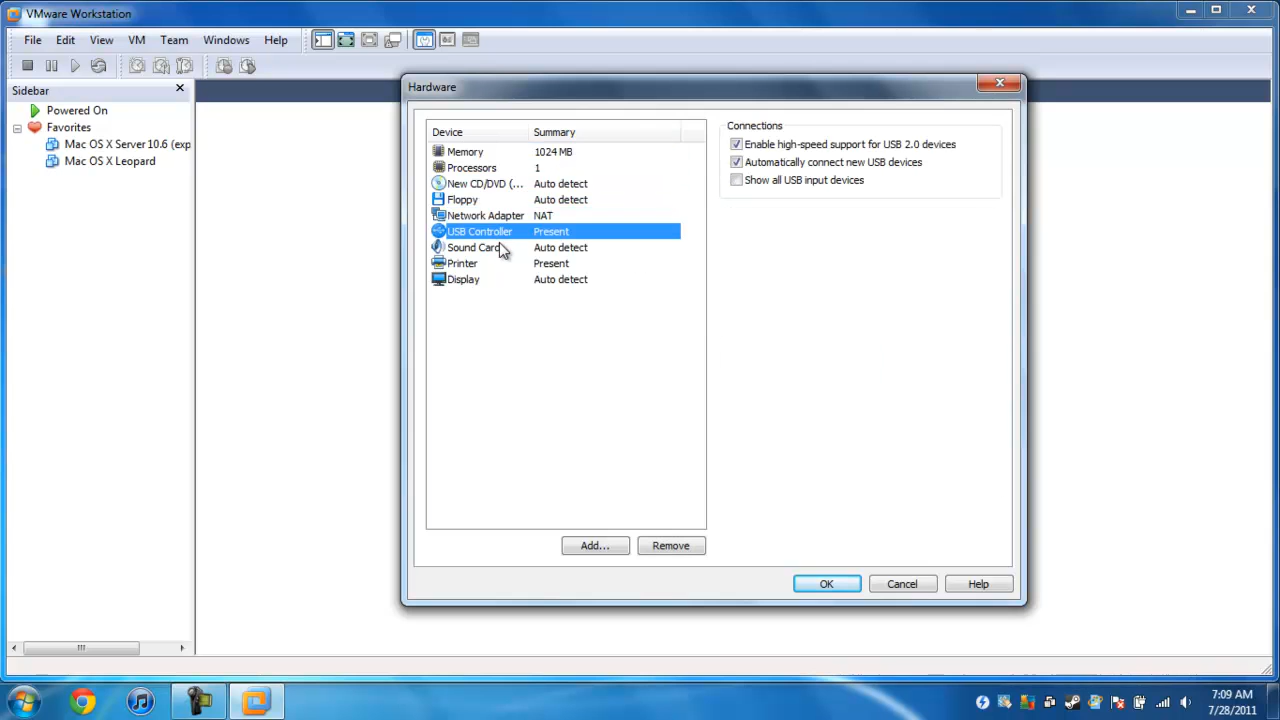 VMware Workstation
File Edit View VM Team Windows Help
Sidebar
Powered On
Favorites
Mac OS X Server 10.6 (exp
Mac OS X Leopard
Hardware
Device Summary
Memory 1024 MB
Processors 1
New CD/DVD (... Auto detect
Floppy Auto detect
Network Adapter NAT
USB Controller Present
Sound Card Auto detect
Printer Present
Display Auto detect
Add... Remove
Connections
Enable high-speed support for USB 2.0 devices
Automatically connect new USB devices
Show all USB input devices
OK Cancel Help
7:09 AM
7/28/2011